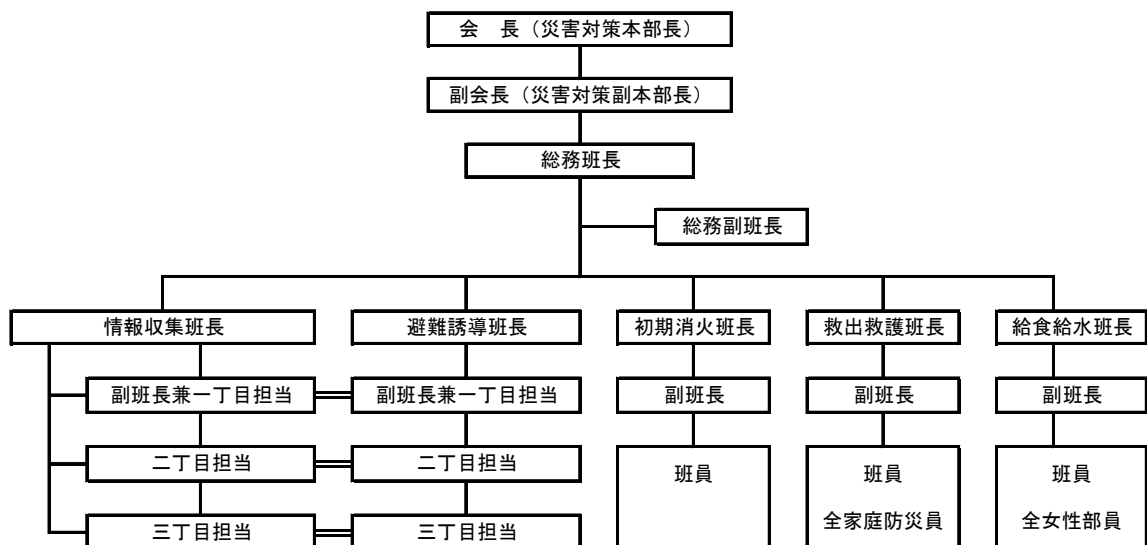 会　長（災害対策本部長）
副会長（災害対策副本部長）
総務班長
総務副班長
情報収集班長
避難誘導班長
初期消火班長
救出救護班長
給食給水班長
副班長兼一丁目担当
副班長兼一丁目担当
副班長
副班長
副班長
二丁目担当
二丁目担当
班員
班員
全家庭防災員
班員
全女性部員
三丁目担当
三丁目担当